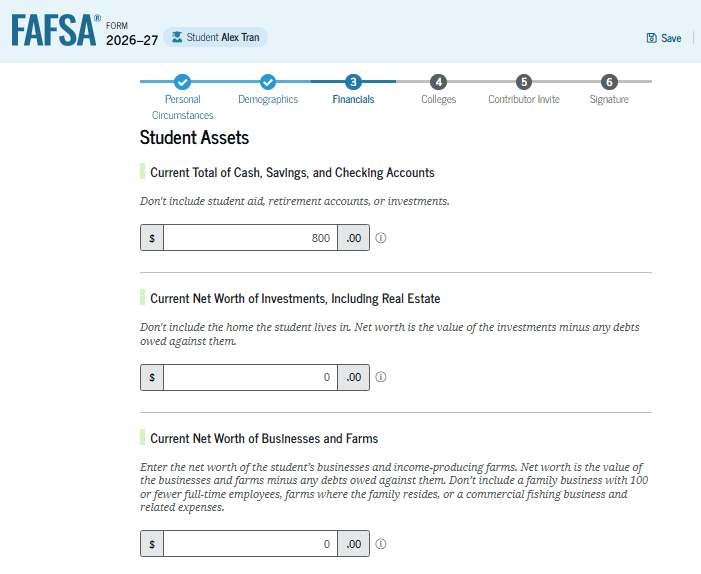 FAFSA® FORM 2026–27 Student Alex Tran Save
3 4 5 6
Personal Circumstances Demographics Financials Colleges Contributor Invite Signature
Student Assets
Current Total of Cash, Savings, and Checking Accounts
Don't include student aid, retirement accounts, or investments.
$ 800 .00
Current Net Worth of Investments, Including Real Estate
Don't include the home the student lives in. Net worth is the value of the investments minus any debts
owed against them.
$ 0 .00
Current Net Worth of Businesses and Farms
Enter the net worth of the student's businesses and income-producing farms. Net worth is the value of
the businesses and farms minus any debts owed against them. Don't include a family business with 100
or fewer full-time employees, farms where the family resides, or a commercial fishing business and
related expenses.
$ 0 .00